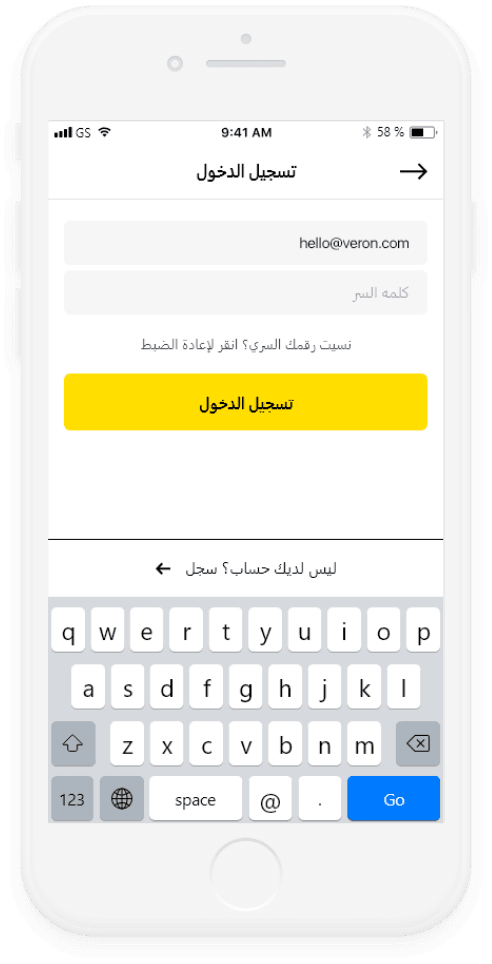 GS 9:41 AM 58 %
تسجيل الدخول
hello@veron.com
كلمه السر
نسيت رقمك السري؟ انقر لإعادة الضبط
تسجيل الدخول
ليس لديك حساب؟ سجل
q w e r t y u i o p
a s d f g h j k l
z x c v b n m
123 space @ . Go